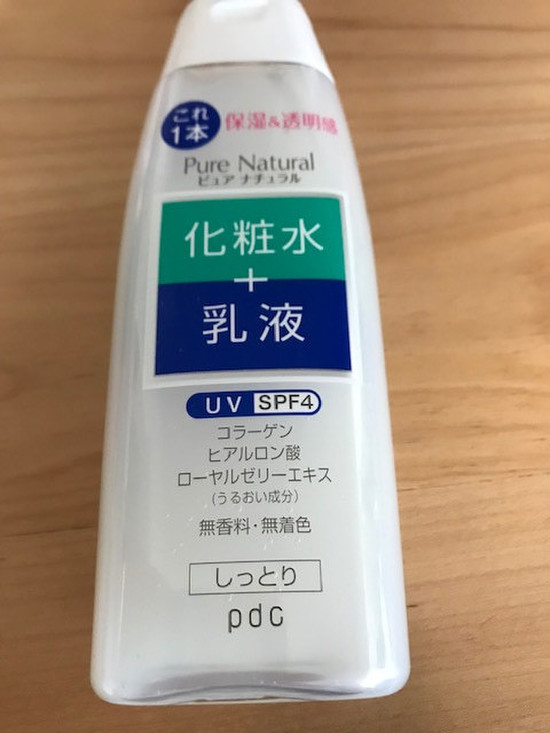 これ
1本
保湿&透明感
Pure Natural
ピュア ナチュラル
化粧水
+
乳液
UV SPF4
コラーゲン
ヒアルロン酸
ローヤルゼリーエキス
(うるおい成分)
無香料・無着色
しっとり
pdc